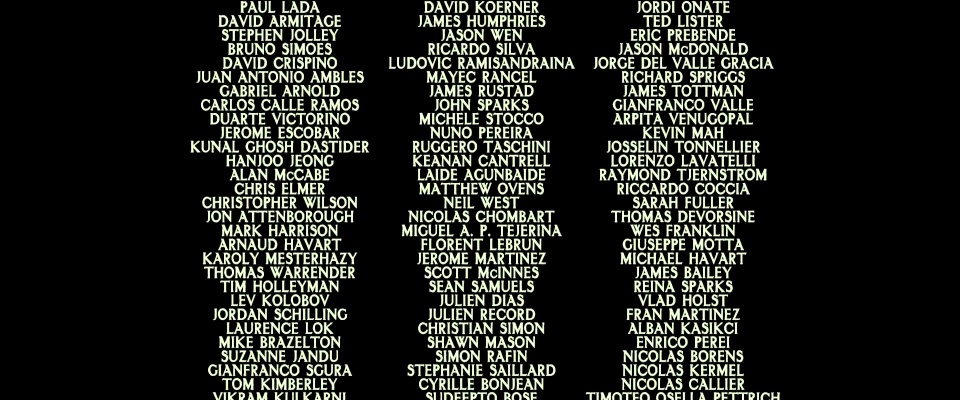 PAUL LADA DAVID KOERNER JORDI ONATE
DAVID ARMITAGE JAMES HUMPHRIES TED LISTER
STEPHEN JOLLEY JASON WEN ERIC PREBENDE
BRUNO SIMOES RICARDO SILVA JASON McDONALD
DAVID CRISPINO LUDOVIC RAMISANDRAINA JORGE DEL VALLE GRACIA
JUAN ANTONIO AMBLES MAYEC RANCEL RICHARD SPRIGGS
GABRIEL ARNOLD JAMES RUSTAD JAMES TOTTMAN
CARLOS CALLE RAMOS JOHN SPARKS GIANFRANCO VALLE
DUARTE VICTORINO MICHELE STOCCO ARPITA VENUGOPAL
JEROME ESCOBAR NUNO PEREIRA KEVIN MAH
KUNAL GHOSH DASTIDER RUGGERO TASCHINI JOSSELIN TONNELLIER
HANJOO JEONG KEANAN CANTRELL LORENZO LAVATELLI
ALAN McCABE LAIDE AGUNBAIDE RAYMOND TJERNSTROM
CHRIS ELMER MATTHEW OVENS RICCARDO COCCIA
CHRISTOPHER WILSON NEIL WEST SARAH FULLER
JON ATTENBOROUGH NICOLAS CHOMBART THOMAS DEVORSINE
MARK HARRISON MIGUEL A. P. TEJERINA WES FRANKLIN
ARNAUD HAVART FLORENT LEBRUN GIUSEPPE MOTTA
KAROLY MESTERHAZY JEROME MARTINEZ MICHAEL HAVART
THOMAS WARRENDER SCOTT McINNES JAMES BAILEY
TIM HOLLEYMAN SEAN SAMUELS REINA SPARKS
LEV KOLOBOV JULIEN DIAS VLAD HOLST
JORDAN SCHILLING JULIEN RECORD FRAN MARTINEZ
LAURENCE LOK CHRISTIAN SIMON ALBAN KASIKCI
MIKE BRAZELTON SHAWN MASON ENRICO PEREI
SUZANNE JANDU SIMON RAFIN NICOLAS BORENS
GIANFRANCO SGURA STEPHANIE SAILLARD NICOLAS KERMEL
TOM KIMBERLEY CYRILLE BONJEAN NICOLAS CALLIER
VIKRAM KULKARNI SUDEEPTO BOSE TIMOTEO OSELLA PETTRICH